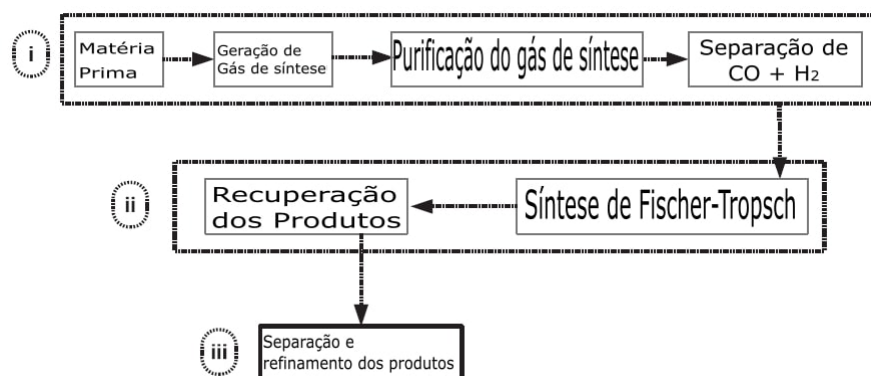 i
Matéria
Prima
Geração de
Gás de síntese
Purificação do gás de síntese
Separação de
CO + H₂
ii
Recuperação
dos Produtos
Síntese de Fischer-Tropsch
iii
Separação e
refinamento dos produtos